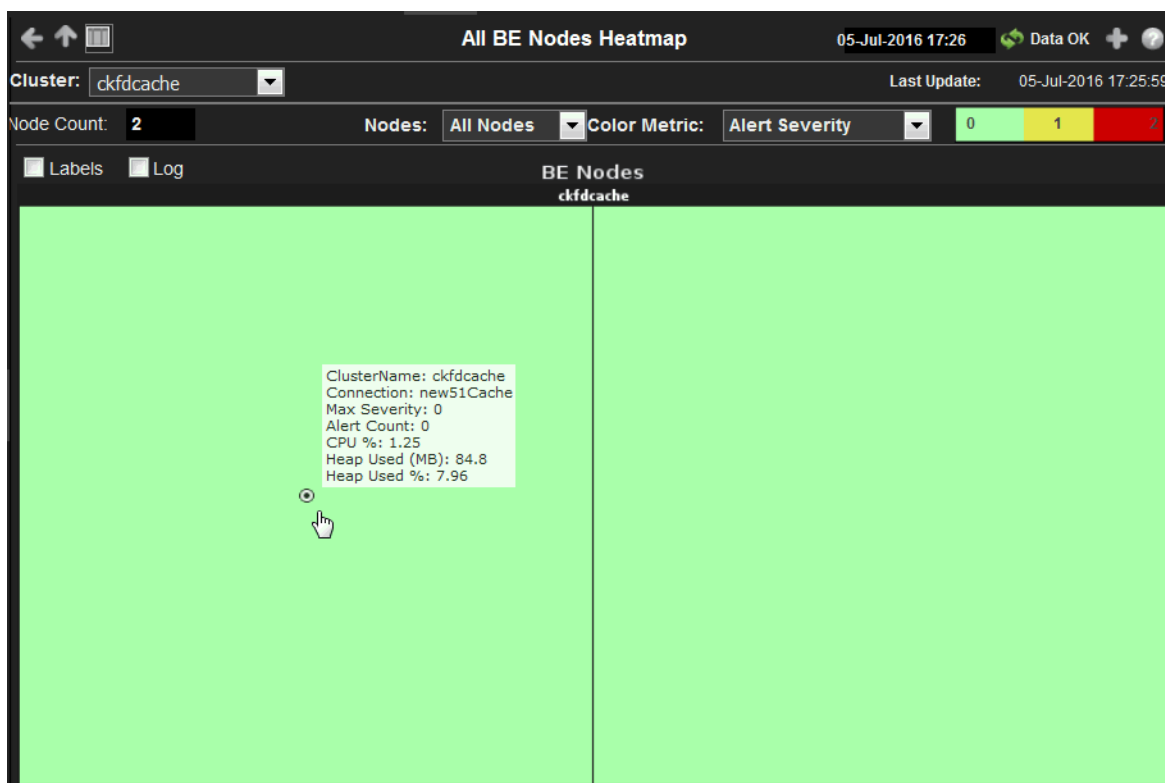 All BE Nodes Heatmap 05-Jul-2016 17:26 Data OK
Cluster: ckfdcache Last Update: 05-Jul-2016 17:25:59
Node Count: 2 Nodes: All Nodes Color Metric: Alert Severity 0 1 2
Labels Log
BE Nodes
ckfdcache
ClusterName: ckfdcache
Connection: new51Cache
Max Severity: 0
Alert Count: 0
CPU %: 1.25
Heap Used (MB): 84.8
Heap Used %: 7.96